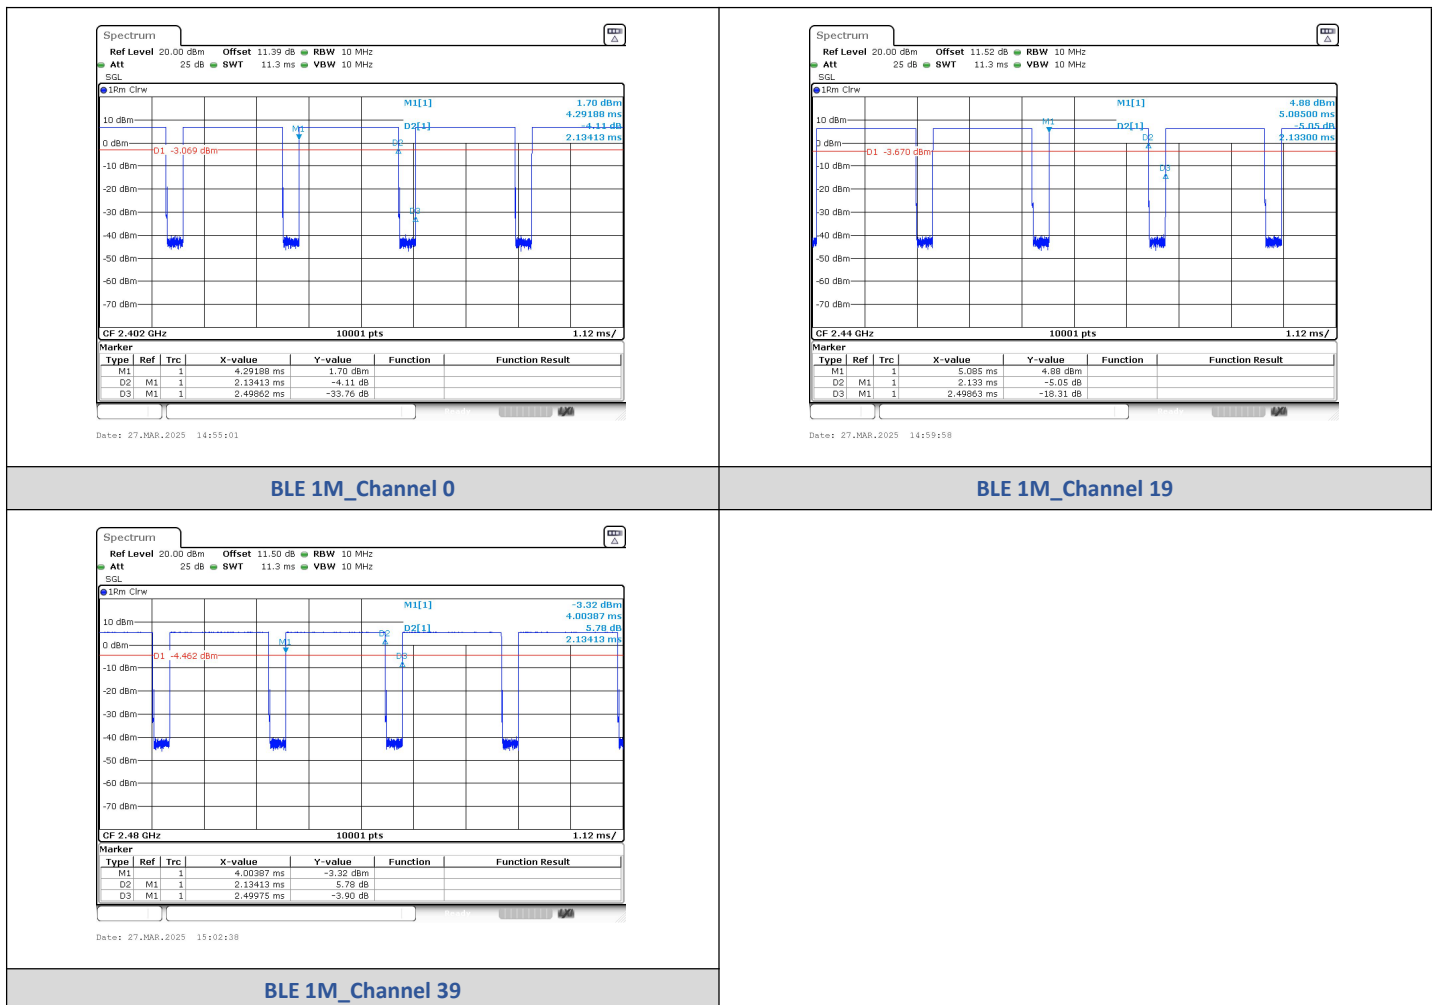 Spectrum
Ref Level 20.00 dBm Offset 11.39 dB RBW 10 MHz
Att 25 dB SWT 11.3 ms VBW 10 MHz
SGL
1Rm Clrw
M1[1] 1.70 dBm
4.29188 ms
D2[1] -4.11 dB
2.13413 ms
10 dBm
M1
0 dBm
D2
D1 -3.069 dBm
-10 dBm
-20 dBm
-30 dBm
D3
-40 dBm
-50 dBm
-60 dBm
-70 dBm
CF 2.402 GHz 10001 pts 1.12 ms/
Marker
Type Ref Trc X-value Y-value Function Function Result
M1 1 4.29188 ms 1.70 dBm
D2 M1 1 2.13413 ms -4.11 dB
D3 M1 1 2.49862 ms -33.76 dB
Date: 27.MAR.2025 14:55:01
BLE 1M_Channel 0
Spectrum
Ref Level 20.00 dBm Offset 11.52 dB RBW 10 MHz
Att 25 dB SWT 11.3 ms VBW 10 MHz
SGL
1Rm Clrw
M1[1] 4.88 dBm
5.08500 ms
D2[1] -5.05 dB
2.13300 ms
10 dBm
M1
0 dBm
D2
D1 -3.670 dBm
-10 dBm
D3
-20 dBm
-30 dBm
-40 dBm
-50 dBm
-60 dBm
-70 dBm
CF 2.44 GHz 10001 pts 1.12 ms/
Marker
Type Ref Trc X-value Y-value Function Function Result
M1 1 5.085 ms 4.88 dBm
D2 M1 1 2.133 ms -5.05 dB
D3 M1 1 2.49863 ms -18.31 dB
Date: 27.MAR.2025 14:59:58
BLE 1M_Channel 19
Spectrum
Ref Level 20.00 dBm Offset 11.50 dB RBW 10 MHz
Att 25 dB SWT 11.3 ms VBW 10 MHz
SGL
1Rm Clrw
M1[1] -3.32 dBm
4.00387 ms
D2[1] 5.78 dB
2.13413 ms
10 dBm
D2
0 dBm
M1
D1 -4.462 dBm
D3
-10 dBm
-20 dBm
-30 dBm
-40 dBm
-50 dBm
-60 dBm
-70 dBm
CF 2.48 GHz 10001 pts 1.12 ms/
Marker
Type Ref Trc X-value Y-value Function Function Result
M1 1 4.00387 ms -3.32 dBm
D2 M1 1 2.13413 ms 5.78 dB
D3 M1 1 2.49975 ms -3.90 dB
Date: 27.MAR.2025 15:02:38
BLE 1M_Channel 39